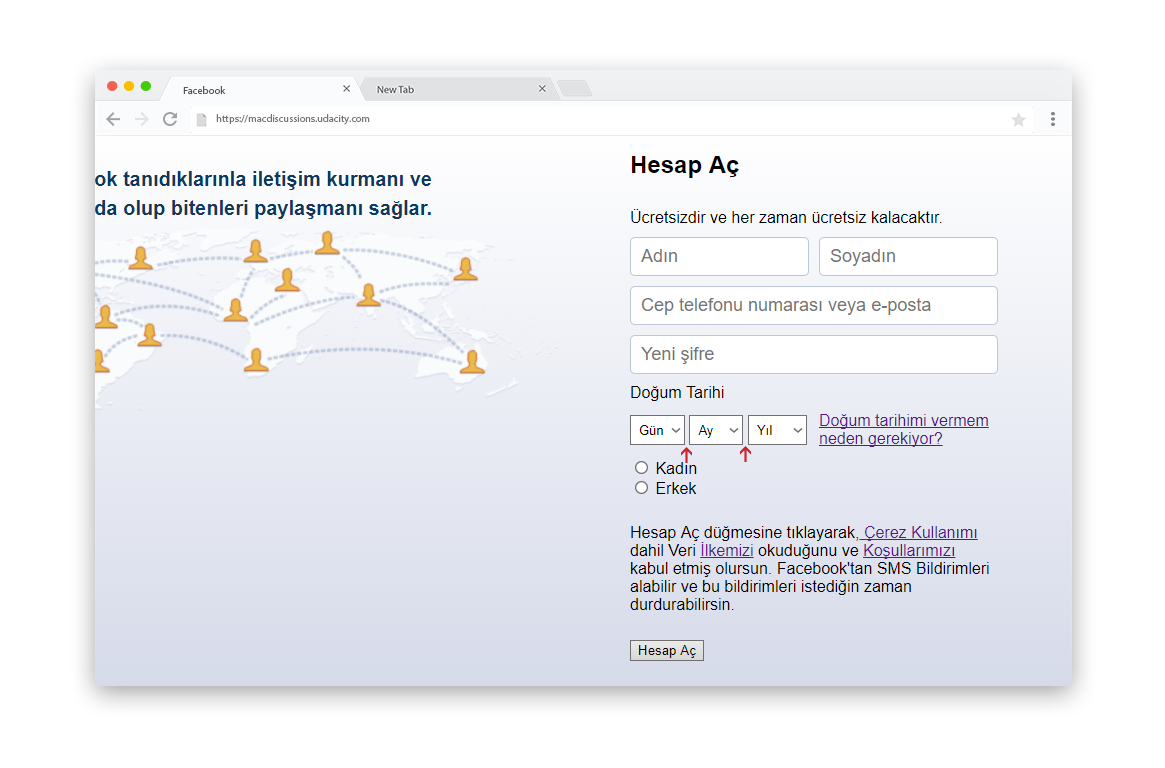 Facebook
New Tab
https://macdiscussions.udacity.com
ok tanıdıklarınla iletişim kurmanı ve
da olup bitenleri paylaşmanı sağlar.
Hesap Aç
Ücretsizdir ve her zaman ücretsiz kalacaktır.
Adın
Soyadın
Cep telefonu numarası veya e-posta
Yeni şifre
Doğum Tarihi
Gün
Ay
Yıl
Doğum tarihimi vermem
neden gerekiyor?
Kadin
Erkek
Hesap Aç düğmesine tıklayarak, Çerez Kullanımı
dahil Veri İlkemizi okuduğunu ve Koşullarımızı
kabul etmiş olursun. Facebook'tan SMS Bildirimleri
alabilir ve bu bildirimleri istediğin zaman
durdurabilirsin.
Hesap Aç